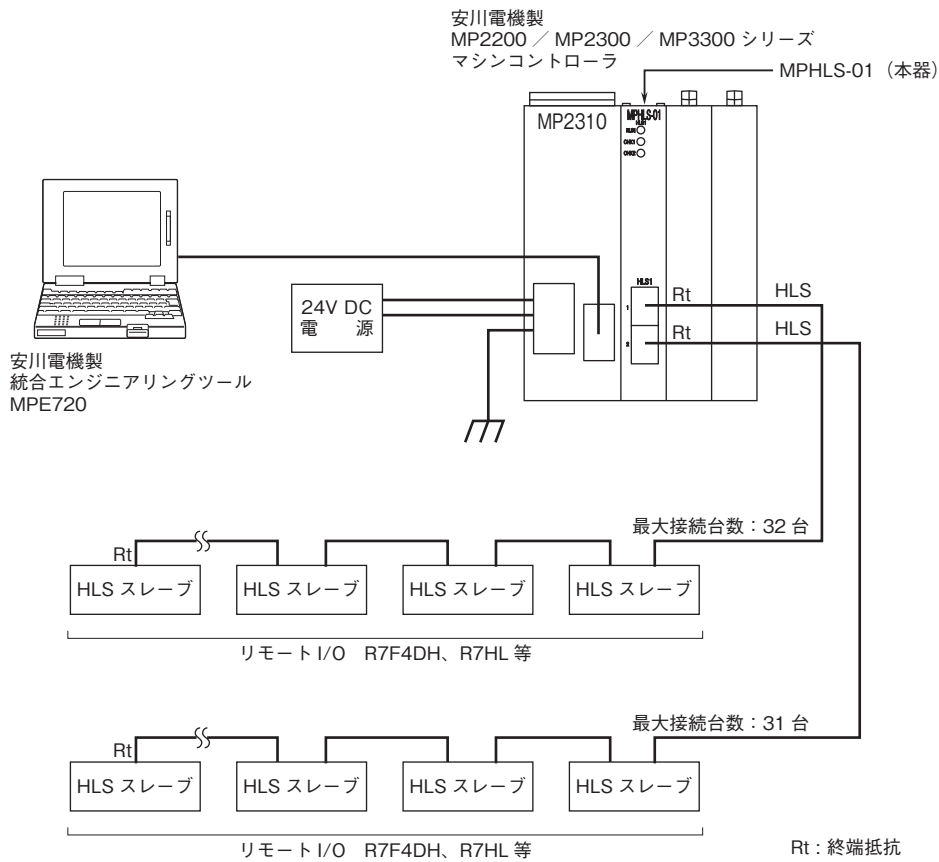 安川電機製
MP2200 ／ MP2300 ／ MP3300 シリーズ
マシンコントローラ
MPHLS-01（本器）
MP2310
MPHLS-01
HLS1
1
2
Rt
HLS
Rt
HLS
24V DC
電 源
安川電機製
統合エンジニアリングツール
MPE720
最大接続台数：32 台
Rt
HLS スレーブ
HLS スレーブ
HLS スレーブ
HLS スレーブ
リモート I/O R7F4DH、R7HL 等
最大接続台数：31 台
Rt
HLS スレーブ
HLS スレーブ
HLS スレーブ
HLS スレーブ
リモート I/O R7F4DH、R7HL 等
Rt : 終端抵抗